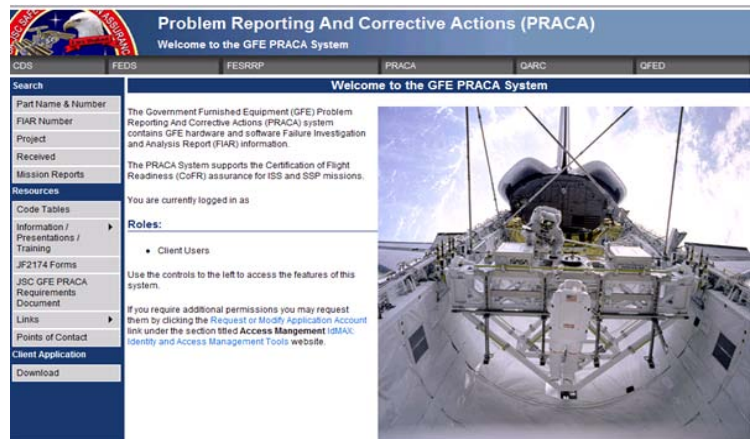 Problem Reporting And Corrective Actions (PRACA)
Welcome to the GFE PRACA System
CDS
FEDS
FESRRP
PRACA
QARC
QFED
Search
Part Name & Number
FIAR Number
Project
Received
Mission Reports
Resources
Code Tables
Information /
Presentations /
Training
JF2174 Forms
JSC GFE PRACA
Requirements
Document
Links
Points of Contact
Client Application
Download
Welcome to the GFE PRACA System
The Government Furnished Equipment (GFE) Problem
Reporting And Corrective Actions (PRACA) system
contains GFE hardware and software Failure Investigation
and Analysis Report (FIAR) information.
The PRACA System supports the Certification of Flight
Readiness (CoFR) assurance for ISS and SSP missions.
You are currently logged in as
Roles:
Client Users
Use the controls to the left to access the features of this
system.
If you require additional permissions you may request
them by clicking the Request or Modify Application Account
link under the section titled Access Mangement IdMAX:
Identity and Access Management Tools website.